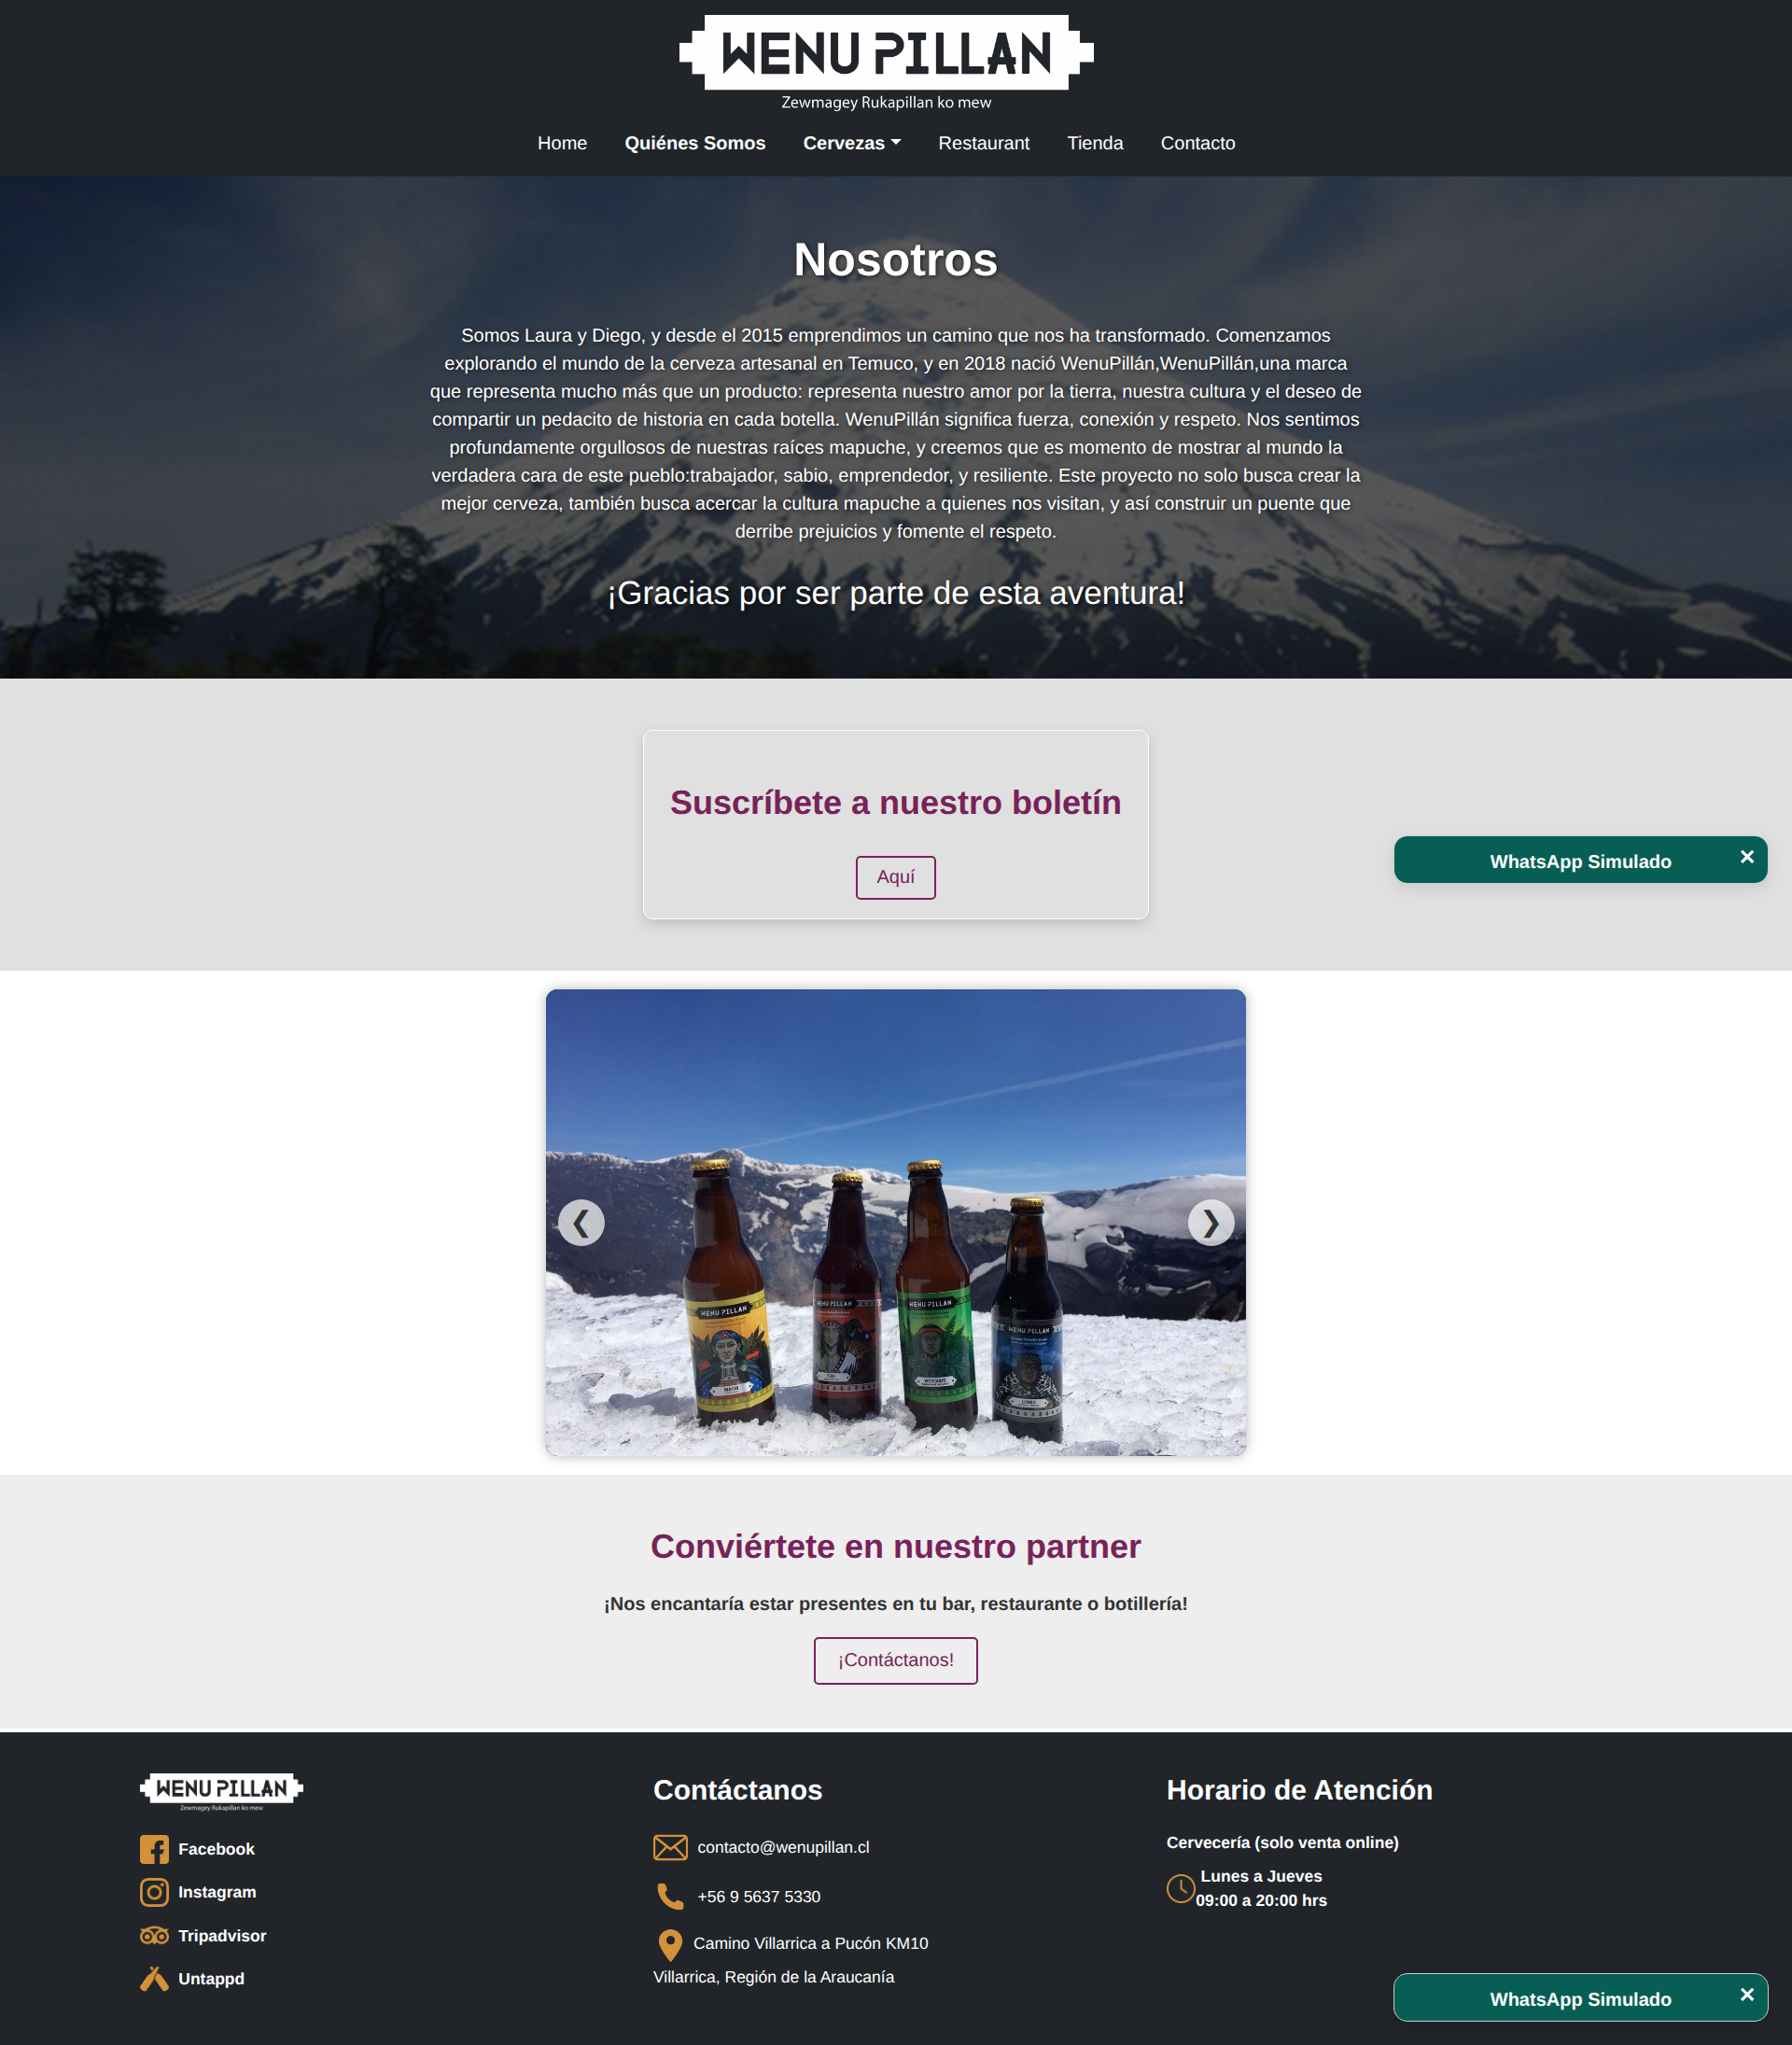 WENU PILLAN
Zewmagey Rukapillan ko mew
Home Quiénes Somos Cervezas Restaurant Tienda Contacto
Nosotros
Somos Laura y Diego, y desde el 2015 emprendimos un camino que nos ha transformado. Comenzamos
explorando el mundo de la cerveza artesanal en Temuco, y en 2018 nació WenuPillán,WenuPillán,una marca
que representa mucho más que un producto: representa nuestro amor por la tierra, nuestra cultura y el deseo de
compartir un pedacito de historia en cada botella. WenuPillán significa fuerza, conexión y respeto. Nos sentimos
profundamente orgullosos de nuestras raíces mapuche, y creemos que es momento de mostrar al mundo la
verdadera cara de este pueblo:trabajador, sabio, emprendedor, y resiliente. Este proyecto no solo busca crear la
mejor cerveza, también busca acercar la cultura mapuche a quienes nos visitan, y así construir un puente que
derribe prejuicios y fomente el respeto.
¡Gracias por ser parte de esta aventura!
Suscríbete a nuestro boletín
Aquí
WhatsApp Simulado ✕
❮ ❯
WENU PILLAN
WENU PILLAN
WENU PILLAN
WENU PILLAN
MACHI
Conviértete en nuestro partner
¡Nos encantaría estar presentes en tu bar, restaurante o botillería!
¡Contáctanos!
WENU PILLAN
Zewmagey Rukapillan ko mew
Facebook
Instagram
Tripadvisor
Untappd
Contáctanos
contacto@wenupillan.cl
+56 9 5637 5330
Camino Villarrica a Pucón KM10
Villarrica, Región de la Araucanía
Horario de Atención
Cervecería (solo venta online)
Lunes a Jueves
09:00 a 20:00 hrs
WhatsApp Simulado ✕